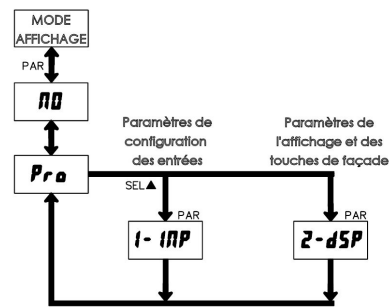 MODE
AFFICHAGE
PAR
NO
Pro
Paramètres de
configuration
des entrées
Paramètres de
l'affichage et des
touches de façade
SEL▲
PAR
PAR
1-INP
2-dSP